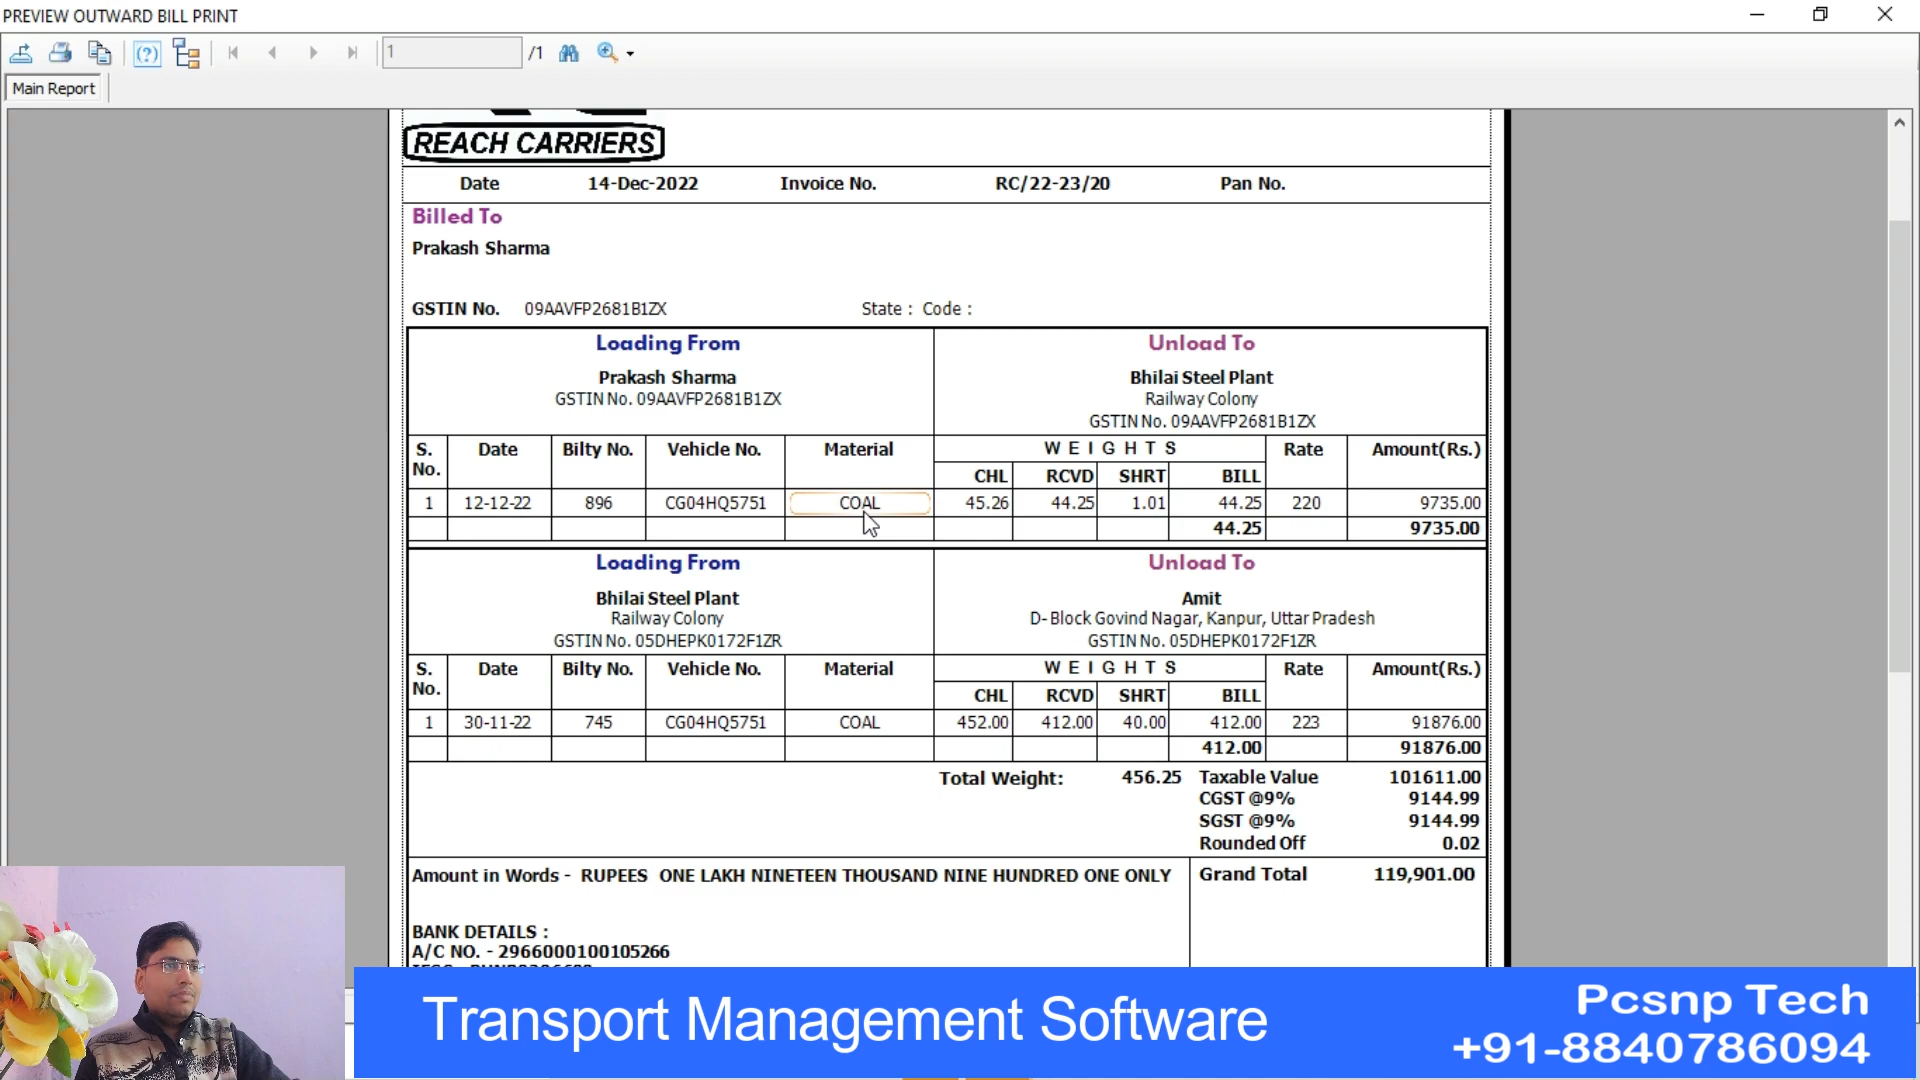 PREVIEW OUTWARD BILL PRINT
1 /1
Main Report
REACH CARRIERS
Date 14-Dec-2022 Invoice No. RC/22-23/20 Pan No.
Billed To
Prakash Sharma
GSTIN No. 09AAVFP2681B1ZX State : Code :
Loading From Unload To
Prakash Sharma Bhilai Steel Plant
GSTIN No. 09AAVFP2681B1ZX Railway Colony
GSTIN No. 09AAVFP2681B1ZX
S. No. Date Bilty No. Vehicle No. Material WEIGHTS Rate Amount(Rs.)
CHL RCVD SHRT BILL
1 12-12-22 896 CG04HQ5751 COAL 45.26 44.25 1.01 44.25 220 9735.00
44.25 9735.00
Loading From Unload To
Bhilai Steel Plant Amit
Railway Colony D-Block Govind Nagar, Kanpur, Uttar Pradesh
GSTIN No. 05DHEPK0172F1ZR GSTIN No. 05DHEPK0172F1ZR
S. No. Date Bilty No. Vehicle No. Material WEIGHTS Rate Amount(Rs.)
CHL RCVD SHRT BILL
1 30-11-22 745 CG04HQ5751 COAL 452.00 412.00 40.00 412.00 223 91876.00
412.00 91876.00
Total Weight: 456.25 Taxable Value 101611.00
CGST @9% 9144.99
SGST @9% 9144.99
Rounded Off 0.02
Amount in Words - RUPEES ONE LAKH NINETEEN THOUSAND NINE HUNDRED ONE ONLY Grand Total 119,901.00
BANK DETAILS :
A/C NO. - 2966000100105266
Transport Management Software
Pcsnp Tech
+91-8840786094